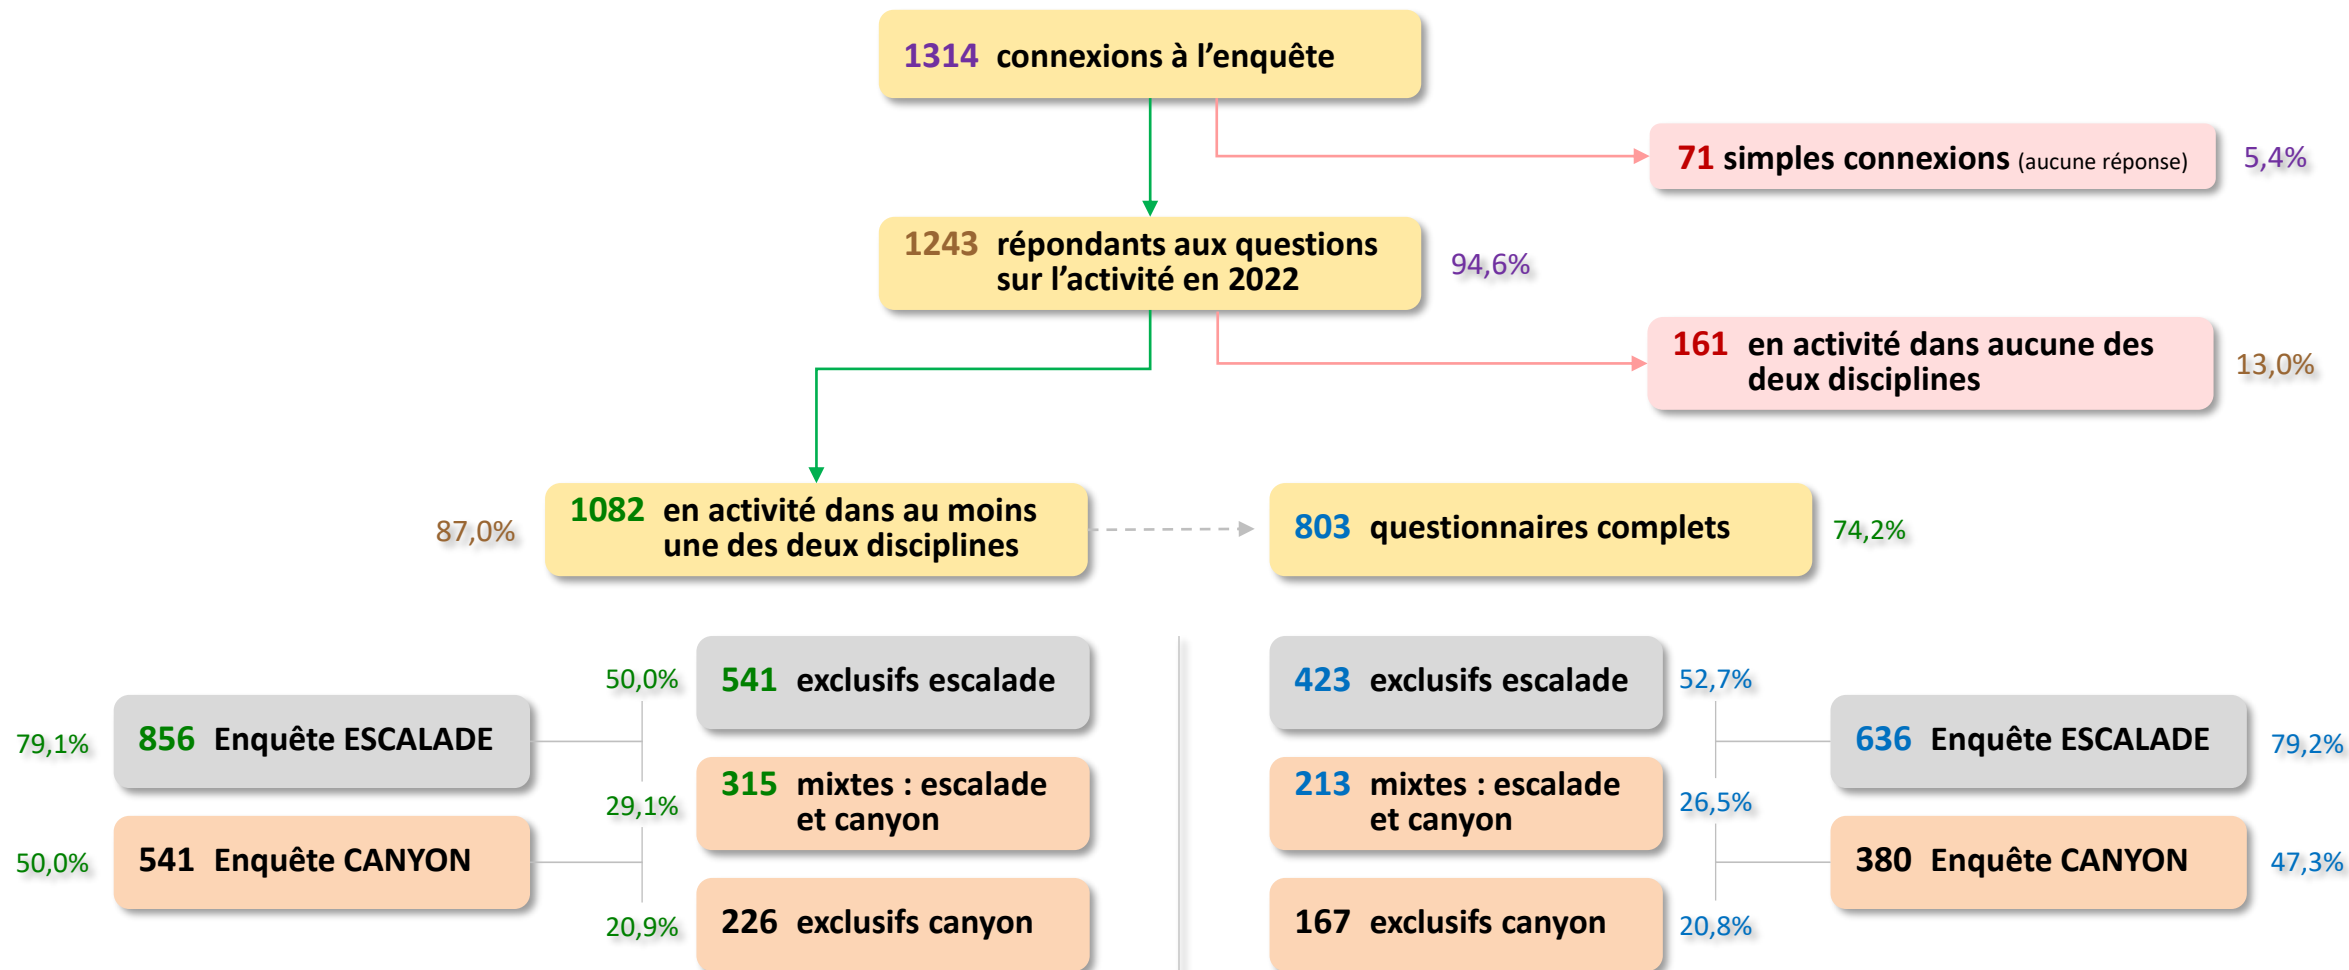 1314 connexions à l’enquête
71 simples connexions (aucune réponse)
5,4%
1243 répondants aux questions
sur l’activité en 2022
94,6%
161 en activité dans aucune des
deux disciplines
13,0%
87,0%
1082 en activité dans au moins
une des deux disciplines
803 questionnaires complets
74,2%
79,1%
856 Enquête ESCALADE
50,0%
541 Enquête CANYON
50,0%
29,1%
20,9%
541 exclusifs escalade
315 mixtes : escalade
et canyon
226 exclusifs canyon
423 exclusifs escalade
213 mixtes : escalade
et canyon
167 exclusifs canyon
52,7%
26,5%
20,8%
636 Enquête ESCALADE
79,2%
380 Enquête CANYON
47,3%